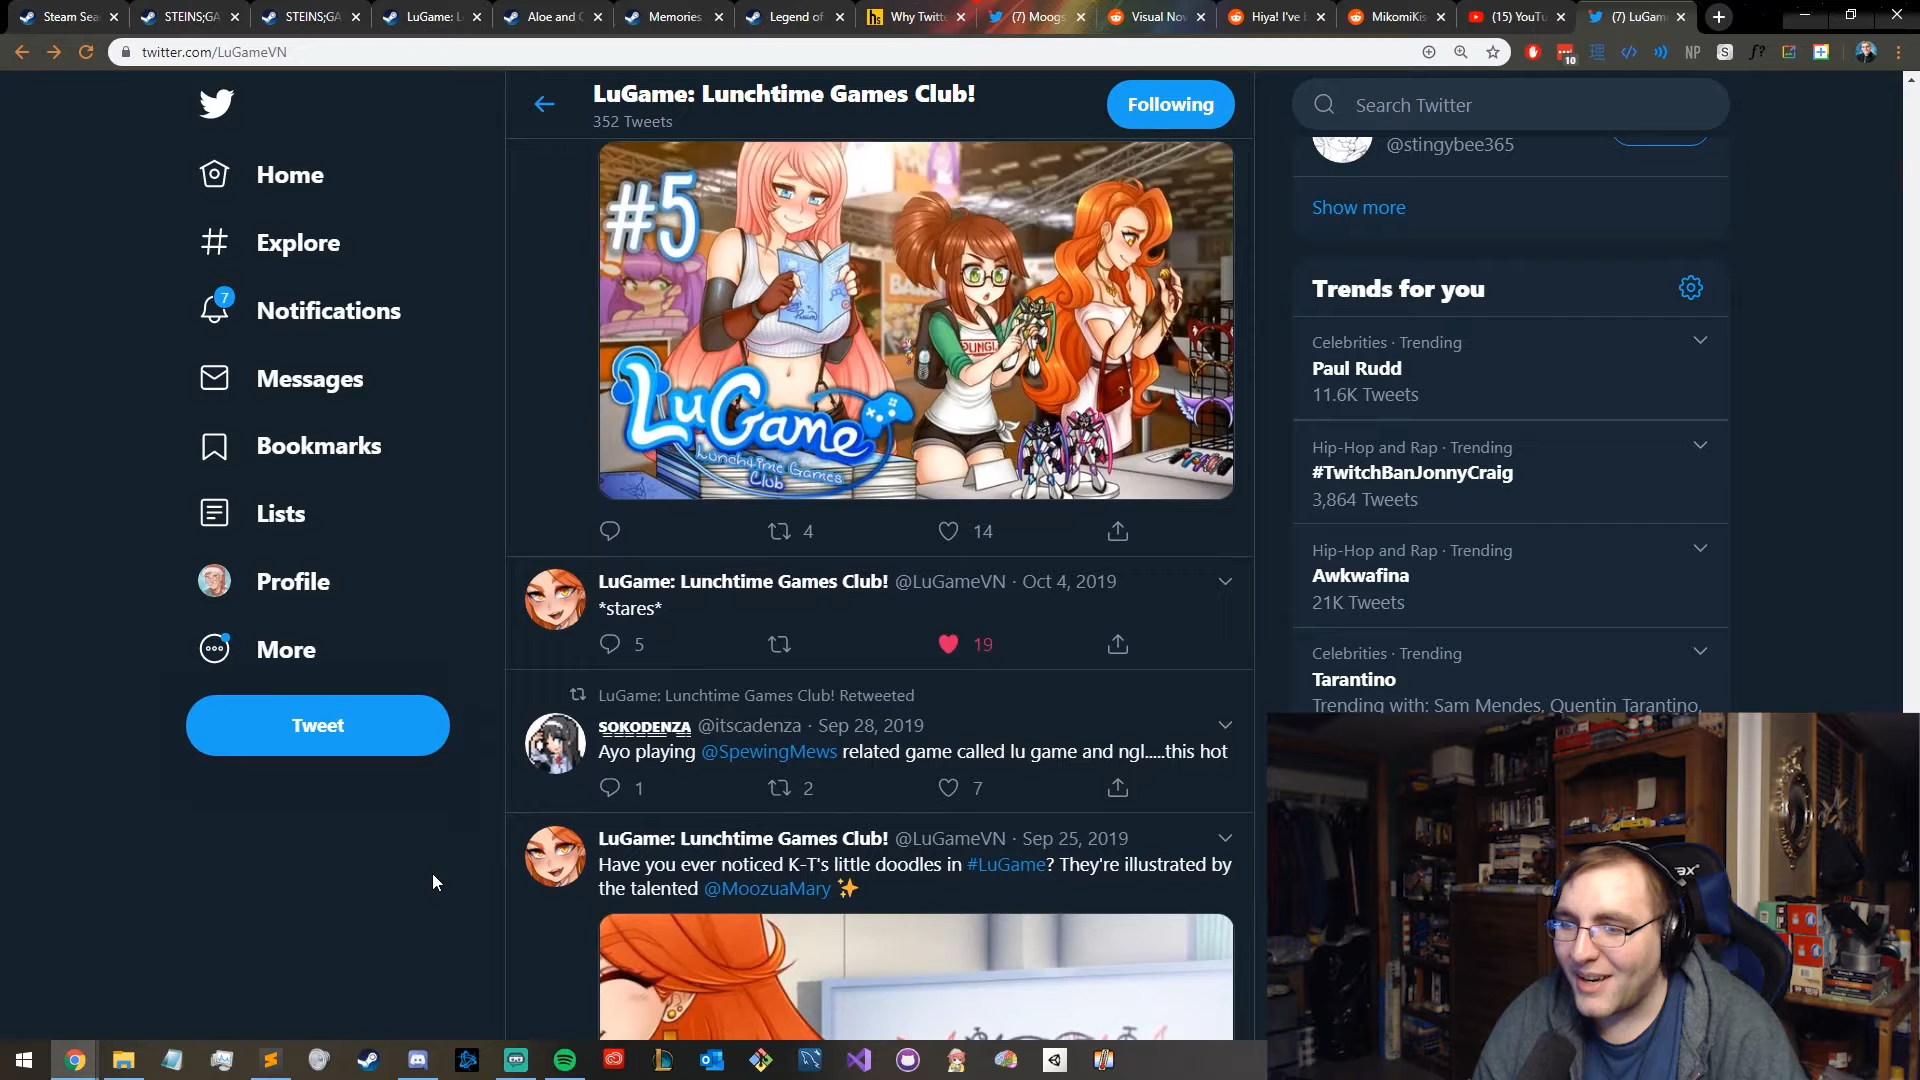 Steam Sea
STEINS;GA
STEINS;GA
LuGame: L
Aloe and C
Memories
Legend of
Why Twitt
(7) Moogs
Visual Nov
Hiya! I've b
MikomiKis
(15) YouTu
(7) LuGam
twitter.com/LuGameVN
10
NP
LuGame: Lunchtime Games Club!
352 Tweets
Following
Search Twitter
@stingybee365
Show more
Home
Explore
7
Notifications
Messages
Bookmarks
Lists
Profile
More
Tweet
#5
LuGame
Lunchtime Games
Club
4
14
LuGame: Lunchtime Games Club! @LuGameVN · Oct 4, 2019
*stares*
5
19
LuGame: Lunchtime Games Club! Retweeted
SOKODENZA @itscadenza · Sep 28, 2019
Ayo playing @SpewingMews related game called lu game and ngl.....this hot
1
2
7
LuGame: Lunchtime Games Club! @LuGameVN · Sep 25, 2019
Have you ever noticed K-T's little doodles in #LuGame? They're illustrated by
the talented @MoozuaMary ✨
Trends for you
Celebrities · Trending
Paul Rudd
11.6K Tweets
Hip-Hop and Rap · Trending
#TwitchBanJonnyCraig
3,864 Tweets
Hip-Hop and Rap · Trending
Awkwafina
21K Tweets
Celebrities · Trending
Tarantino
Trending with: Sam Mendes, Quentin Tarantino,